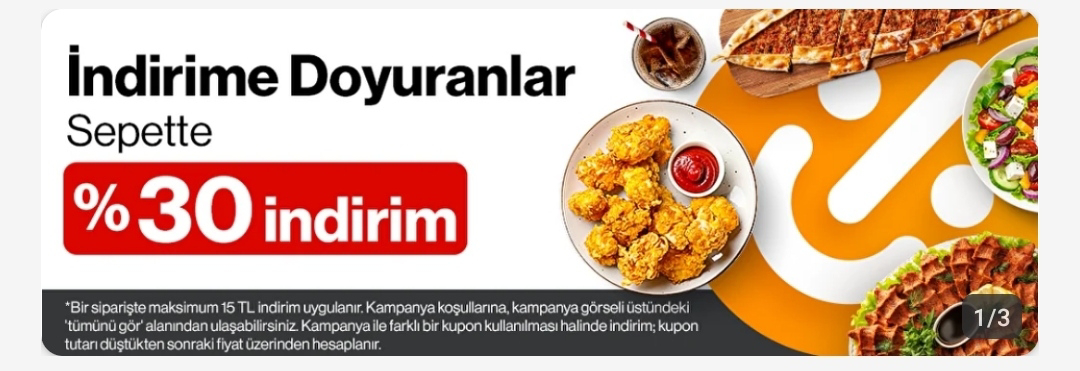 İndirime Doyuranlar
Sepette
%30 indirim
*Bir siparişte maksimum 15 TL indirim uygulanır. Kampanya koşullarına, kampanya görseli üstündeki
'tümünü gör' alanından ulaşabilirsiniz. Kampanya ile farklı bir kupon kullanılması halinde indirim; kupon
tutarı düştükten sonraki fiyat üzerinden hesaplanır.
1/3